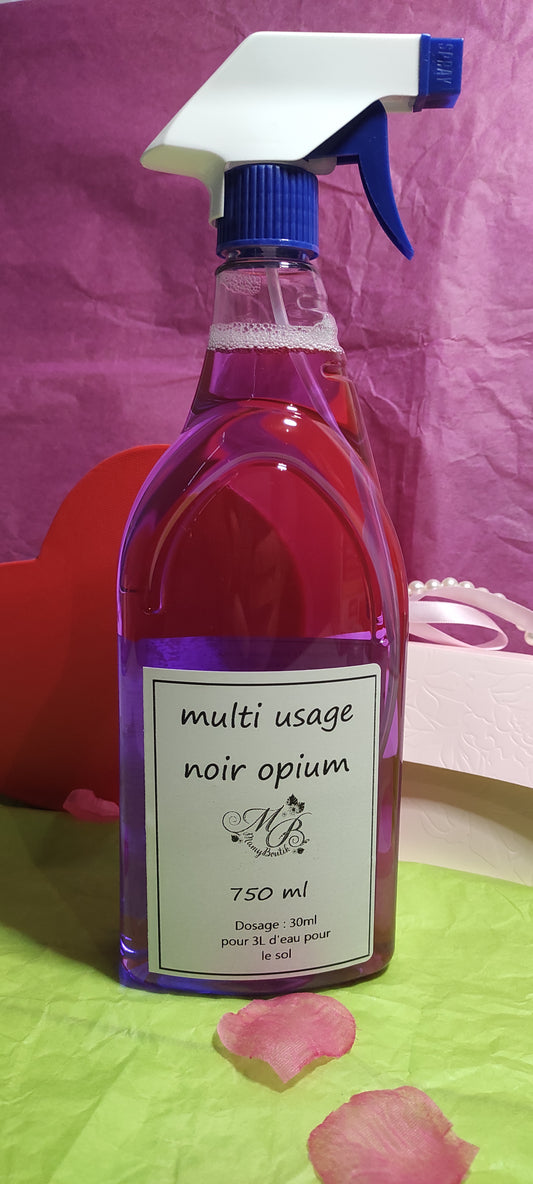 SPRAY
multi usage
noir opium
MB
MamyBoutik
750 ml
Dosage : 30ml
pour 3L d'eau pour
le sol